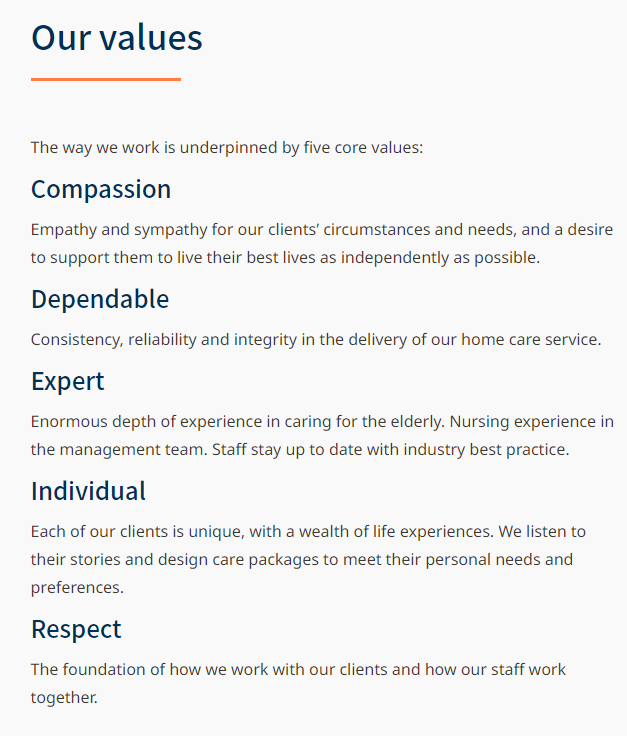 Our values
The way we work is underpinned by five core values:
Compassion
Empathy and sympathy for our clients’ circumstances and needs, and a desire
to support them to live their best lives as independently as possible.
Dependable
Consistency, reliability and integrity in the delivery of our home care service.
Expert
Enormous depth of experience in caring for the elderly. Nursing experience in
the management team. Staff stay up to date with industry best practice.
Individual
Each of our clients is unique, with a wealth of life experiences. We listen to
their stories and design care packages to meet their personal needs and
preferences.
Respect
The foundation of how we work with our clients and how our staff work
together.